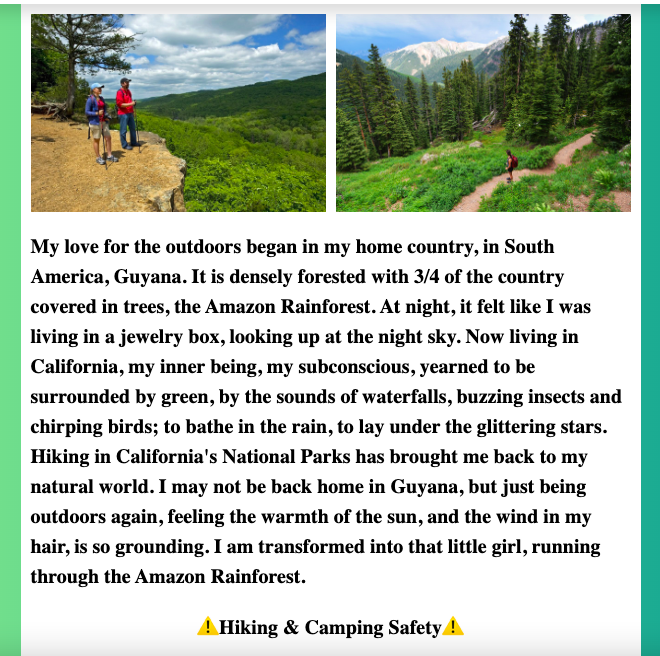 My love for the outdoors began in my home country, in South
America, Guyana. It is densely forested with 3/4 of the country
covered in trees, the Amazon Rainforest. At night, it felt like I was
living in a jewelry box, looking up at the night sky. Now living in
California, my inner being, my subconscious, yearned to be
surrounded by green, by the sounds of waterfalls, buzzing insects and
chirping birds; to bathe in the rain, to lay under the glittering stars.
Hiking in California's National Parks has brought me back to my
natural world. I may not be back home in Guyana, but just being
outdoors again, feeling the warmth of the sun, and the wind in my
hair, is so grounding. I am transformed into that little girl, running
through the Amazon Rainforest.
⚠️Hiking & Camping Safety⚠️